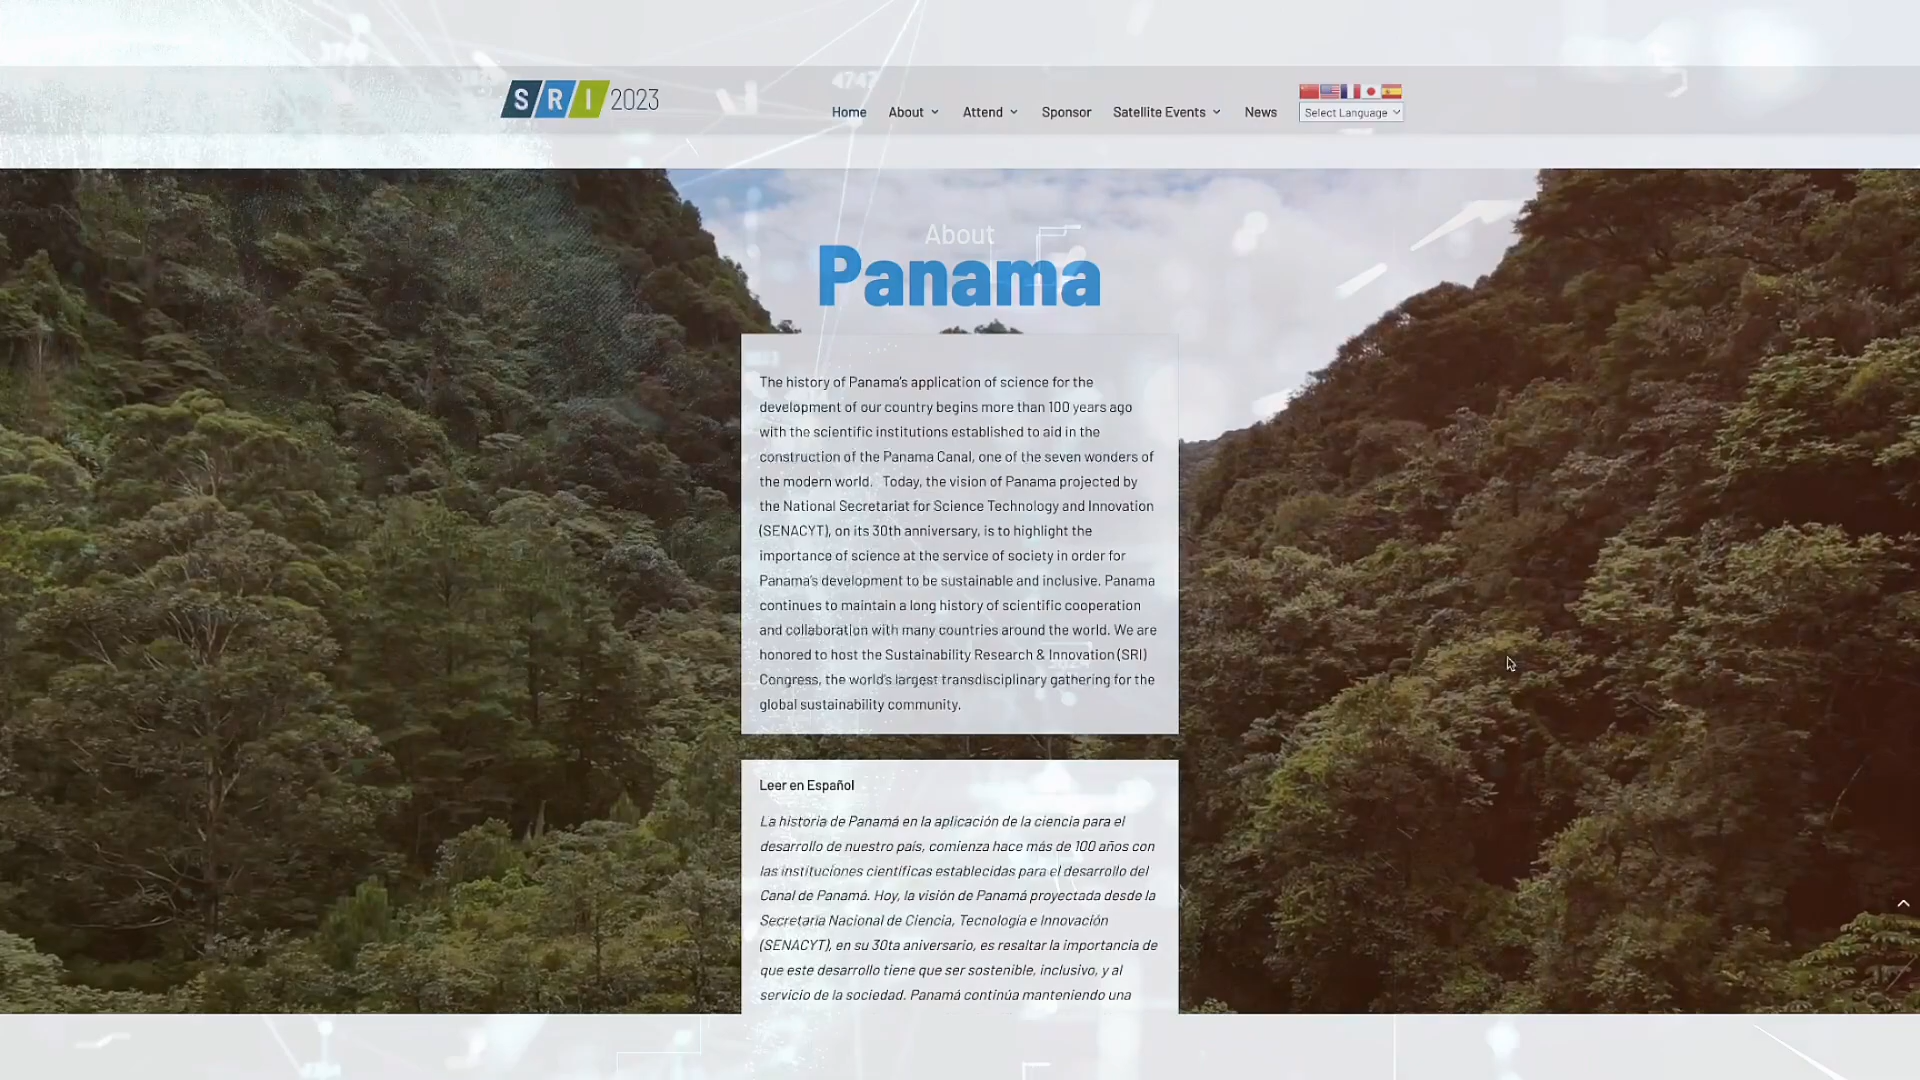 SRI 2023
Home About Attend Sponsor Satellite Events News Select Language
About
Panama
The history of Panama's application of science for the
development of our country begins more than 100 years ago
with the scientific institutions established to aid in the
construction of the Panama Canal, one of the seven wonders of
the modern world. Today, the vision of Panama projected by
the National Secretariat for Science Technology and Innovation
(SENACYT), on its 30th anniversary, is to highlight the
importance of science at the service of society in order for
Panama's development to be sustainable and inclusive. Panama
continues to maintain a long history of scientific cooperation
and collaboration with many countries around the world. We are
honored to host the Sustainability Research & Innovation (SRI)
Congress, the world's largest transdisciplinary gathering for the
global sustainability community.
Leer en Español
La historia de Panamá en la aplicación de la ciencia para el
desarrollo de nuestro país, comienza hace más de 100 años con
las instituciones científicas establecidas para el desarrollo del
Canal de Panamá. Hoy, la visión de Panamá proyectada desde la
Secretaría Nacional de Ciencia, Tecnología e Innovación
(SENACYT), en su 30ta aniversario, es resaltar la importancia de
que este desarrollo tiene que ser sostenible, inclusivo, y al
servicio de la sociedad. Panamá continúa manteniendo una